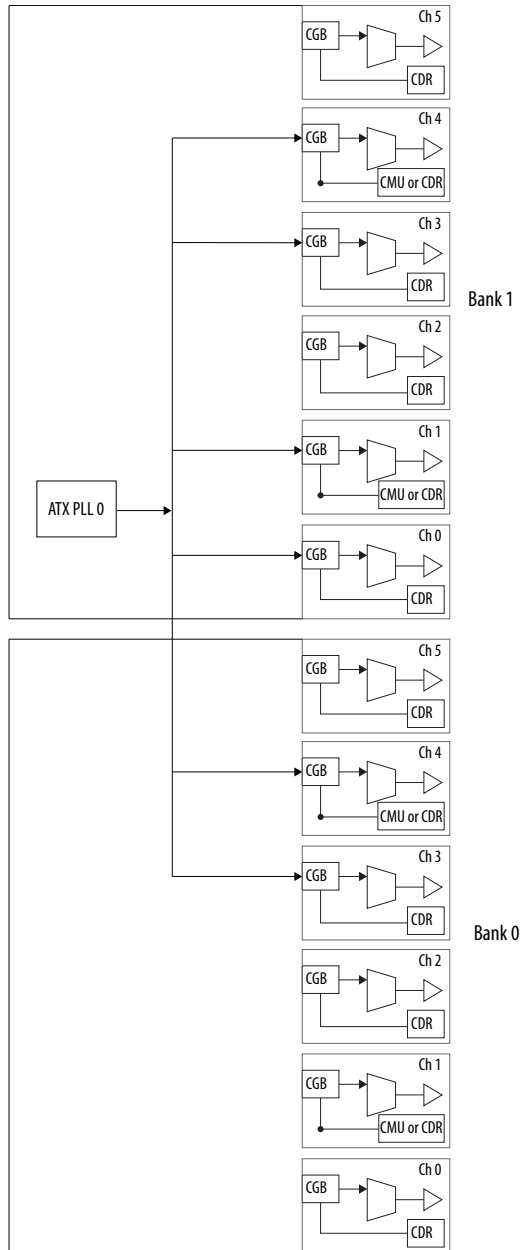 Ch 5
CGB
CDR
Ch 4
CGB
CMU or CDR
Ch 3
CGB
CDR
Bank 1
Ch 2
CGB
CDR
Ch 1
CGB
CMU or CDR
ATX PLL 0
Ch 0
CGB
CDR
Ch 5
CGB
CDR
Ch 4
CGB
CMU or CDR
Ch 3
CGB
CDR
Bank 0
Ch 2
CGB
CDR
Ch 1
CGB
CMU or CDR
Ch 0
CGB
CDR